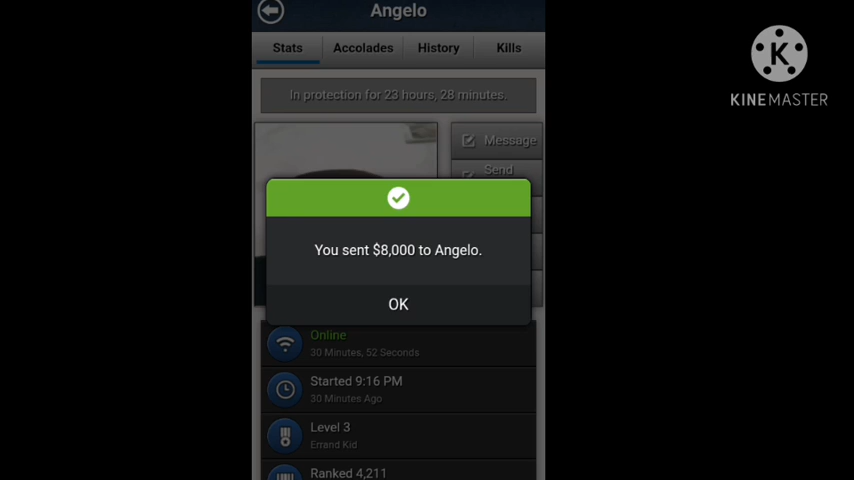 Angelo
Stats Accolades History Kills
In protection for 23 hours, 28 minutes.
Message
Send
You sent $8,000 to Angelo.
OK
Online
30 Minutes, 52 Seconds
Started 9:16 PM
30 Minutes Ago
Level 3
Errand Kid
Ranked 4,211
K
KINEMASTER